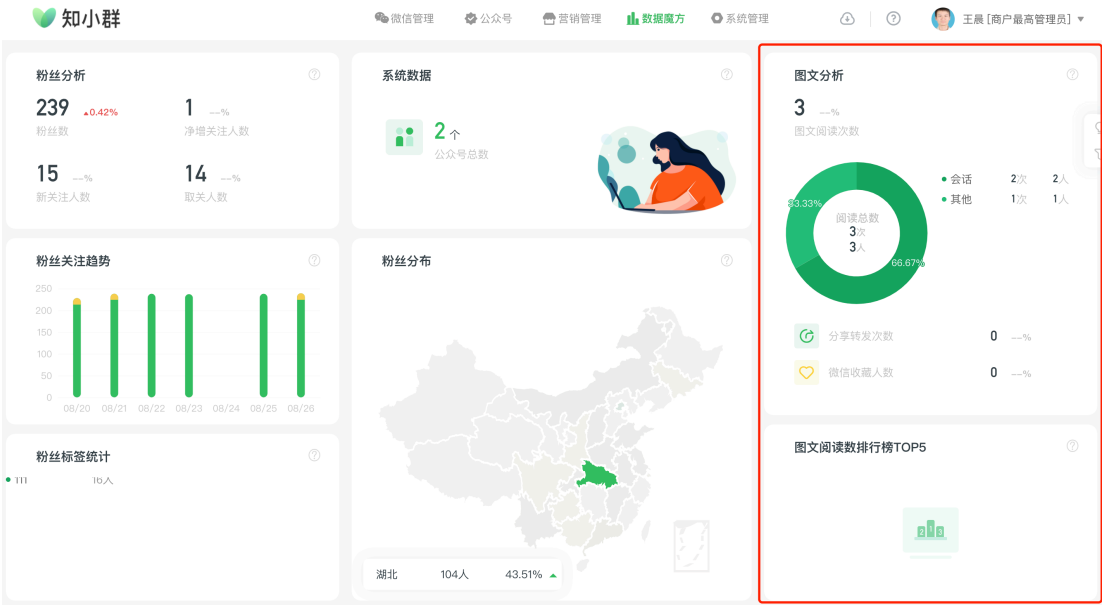 知小群
微信管理
公众号
营销管理
数据魔方
系统管理
王晨 [商户最高管理员]
粉丝分析
239 0.42%
粉丝数
1 --%
净增关注人数
15 --%
新关注人数
14 --%
取关人数
系统数据
2 个
公众号总数
图文分析
3 --%
图文阅读次数
33.33%
66.67%
阅读总数
3次
3人
会话 2次 2人
其他 1次 1人
分享转发次数 0 --%
微信收藏人数 0 --%
粉丝关注趋势
250
200
150
100
50
0
08/20 08/21 08/22 08/23 08/24 08/25 08/26
粉丝分布
湖北 104人 43.51%
粉丝标签统计
111 16人
图文阅读数排行榜TOP5
2 1 3